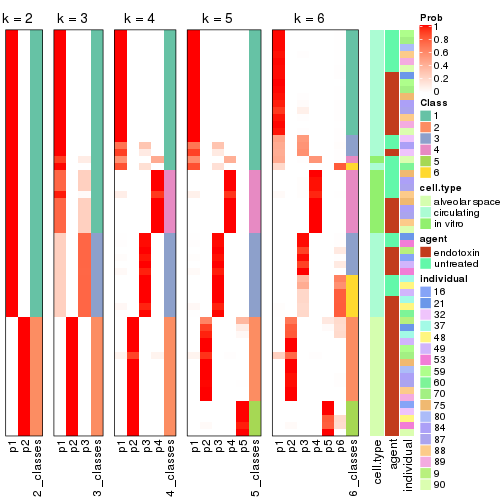 k = 2
k = 3
k = 4
k = 5
k = 6
p1
p2
2_classes
p1
p2
p3
3_classes
p1
p2
p3
p4
4_classes
p1
p2
p3
p4
p5
5_classes
p1
p2
p3
p4
p5
p6
6_classes
cell.type
agent
individual
Prob
1
0.8
0.6
0.4
0.2
0
Class
1
2
3
4
5
6
cell.type
alveolar space
circulating
in vitro
agent
endotoxin
untreated
individual
16
21
32
37
48
49
53
59
60
70
75
80
84
87
88
89
9
90